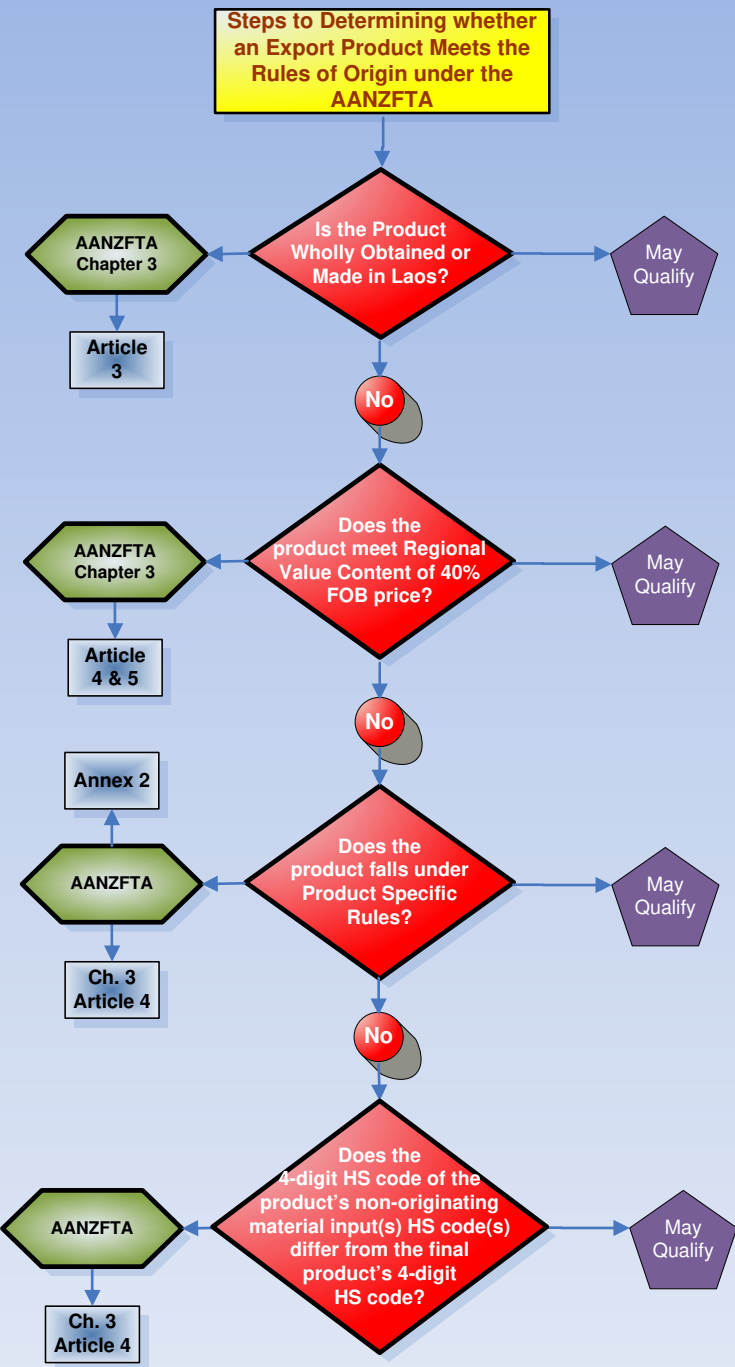 Steps to Determining whether
an Export Product Meets the
Rules of Origin under the
AANZFTA
AANZFTA
Chapter 3
Is the Product
Wholly Obtained or
Made in Laos?
May
Qualify
Article
3
No
AANZFTA
Chapter 3
Does the
product meet Regional
Value Content of 40%
FOB price?
May
Qualify
Article
4 & 5
No
Annex 2
AANZFTA
Does the
product falls under
Product Specific
Rules?
May
Qualify
Ch. 3
Article 4
No
AANZFTA
Does the
4-digit HS code of the
product's non-originating
material input(s) HS code(s)
differ from the final
product's 4-digit
HS code?
May
Qualify
Ch. 3
Article 4